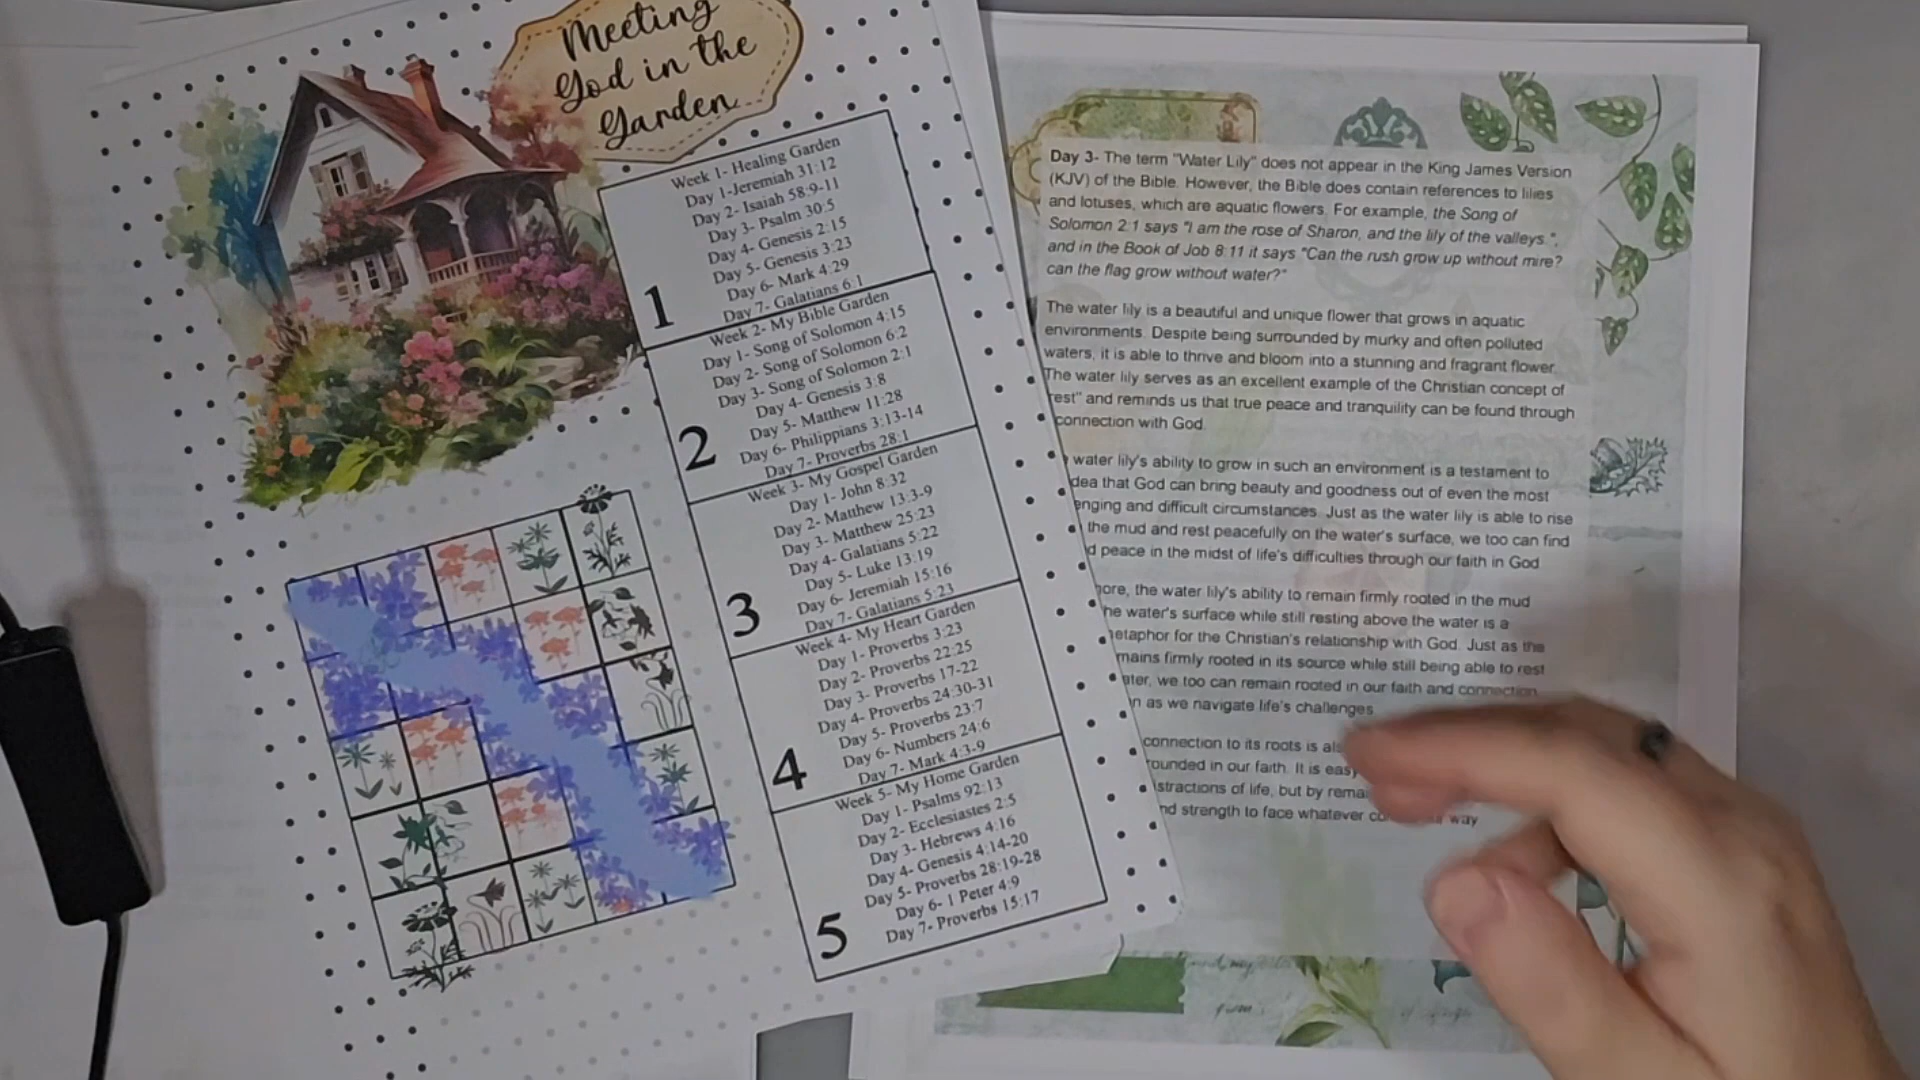 Meeting
God in the
Garden
Week 1- Healing Garden
Day 1-Jeremiah 31:12
Day 2- Isaiah 58:9-11
Day 3- Psalm 30:5
Day 4- Genesis 2:15
Day 5- Genesis 3:23
Day 6- Mark 4:29
Day 7- Galatians 6:1
1
Week 2- My Bible Garden
Day 1- Song of Solomon 4:15
Day 2- Song of Solomon 6:2
Day 3- Song of Solomon 2:1
Day 4- Genesis 3:8
Day 5- Matthew 11:28
Day 6- Philippians 3:13-14
Day 7- Proverbs 28:1
2
Week 3- My Gospel Garden
Day 1- John 8:32
Day 2- Matthew 13:3-9
Day 3- Matthew 25:23
Day 4- Galatians 5:22
Day 5- Luke 13:19
Day 6- Jeremiah 15:16
Day 7- Galatians 5:23
3
Week 4- My Heart Garden
Day 1- Proverbs 3:23
Day 2- Proverbs 22:25
Day 3- Proverbs 17-22
Day 4- Proverbs 24:30-31
Day 5- Proverbs 23:7
Day 6- Numbers 24:6
Day 7- Mark 4:3-9
4
Week 5- My Home Garden
Day 1- Psalms 92:13
Day 2- Ecclesiastes 2:5
Day 3- Hebrews 4:16
Day 4- Genesis 4:14-20
Day 5- Proverbs 28:19-28
Day 6- 1 Peter 4:9
Day 7- Proverbs 15:17
5
Day 3- The term "Water Lily" does not appear in the King James Version
(KJV) of the Bible. However, the Bible does contain references to lilies
and lotuses, which are aquatic flowers. For example, the Song of
Solomon 2:1 says "I am the rose of Sharon, and the lily of the valleys.",
and in the Book of Job 8:11 it says "Can the rush grow up without mire?
can the flag grow without water?"
The water lily is a beautiful and unique flower that grows in aquatic
environments. Despite being surrounded by murky and often polluted
waters, it is able to thrive and bloom into a stunning and fragrant flower.
The water lily serves as an excellent example of the Christian concept of
rest" and reminds us that true peace and tranquility can be found through
connection with God.
water lily's ability to grow in such an environment is a testament to
dea that God can bring beauty and goodness out of even the most
enging and difficult circumstances. Just as the water lily is able to rise
the mud and rest peacefully on the water's surface, we too can find
d peace in the midst of life's difficulties through our faith in God
ore, the water lily's ability to remain firmly rooted in the mud
he water's surface while still resting above the water is a
etaphor for the Christian's relationship with God. Just as the
mains firmly rooted in its source while still being able to rest
ater, we too can remain rooted in our faith and connection
n as we navigate life's challenges
connection to its roots is als
rounded in our faith. It is easy
stractions of life, but by rema
nd strength to face whatever co way